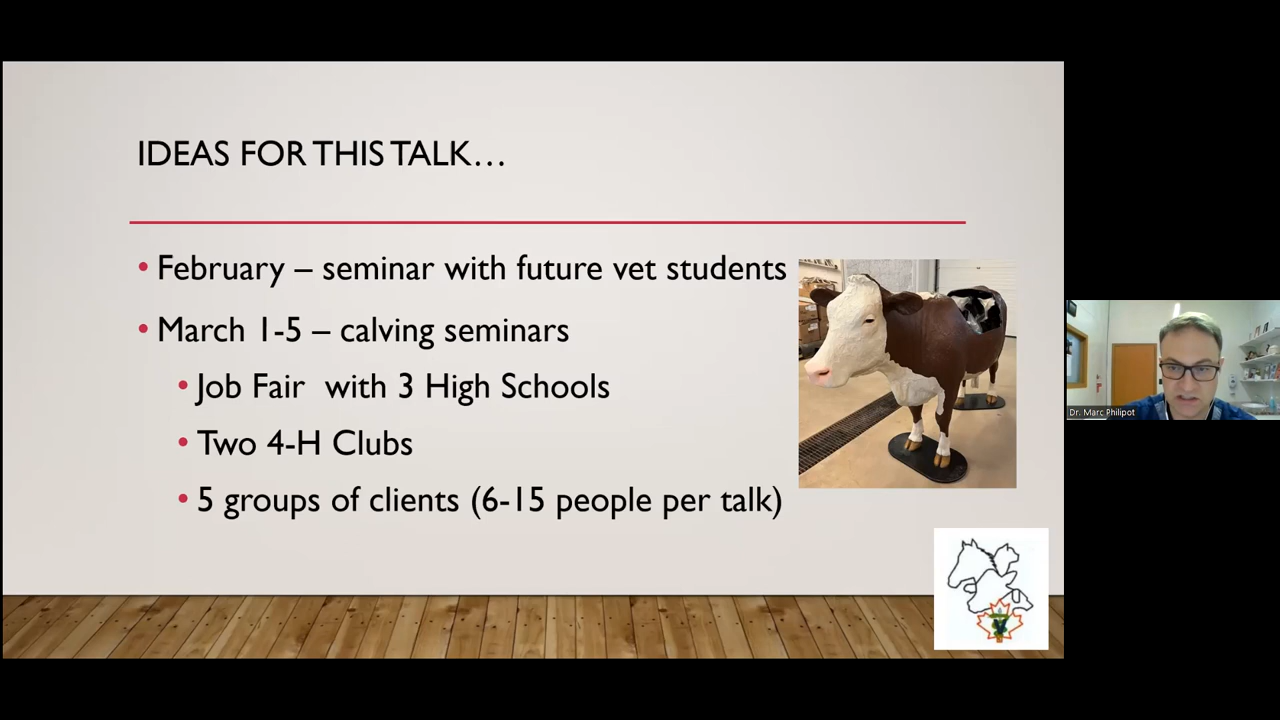 IDEAS FOR THIS TALK…
• February – seminar with future vet students
• March 1-5 – calving seminars
• Job Fair with 3 High Schools
• Two 4-H Clubs
• 5 groups of clients (6-15 people per talk)
Dr. Marc Philipot